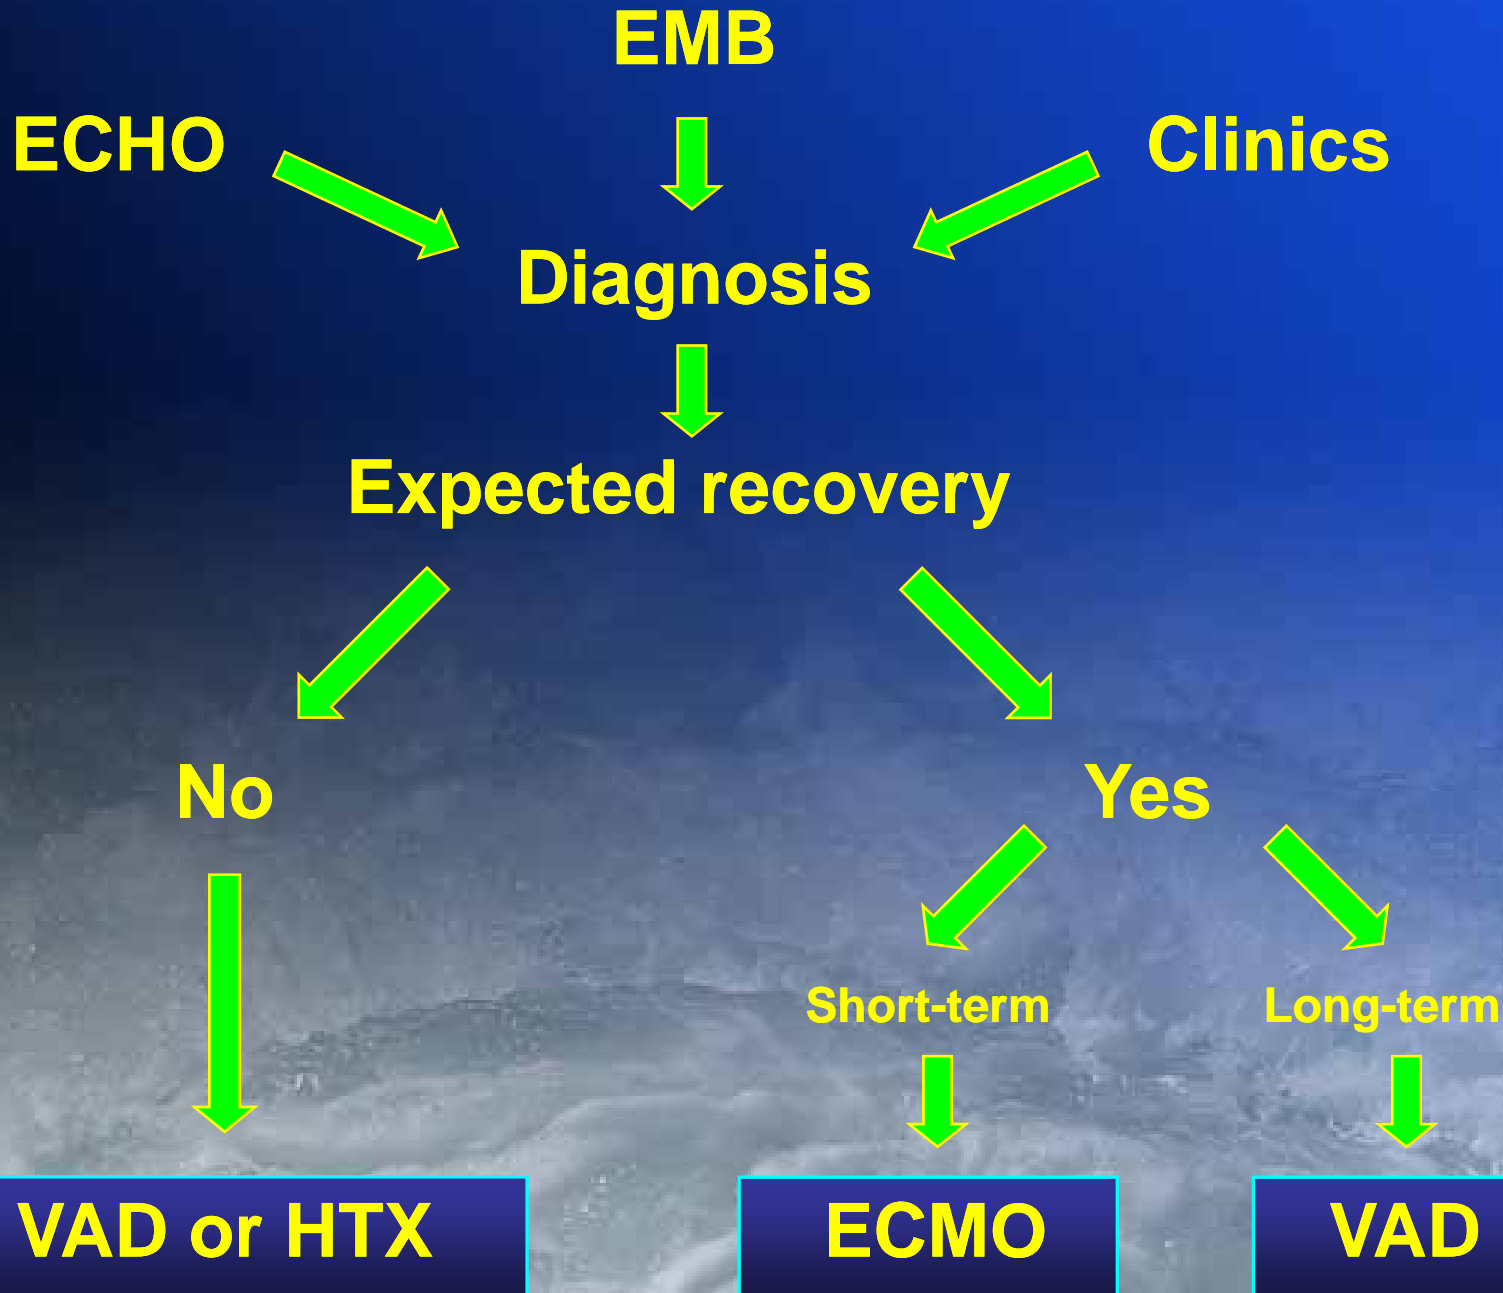 EMB
ECHO
Clinics
Diagnosis
Expected recovery
No
Yes
Short-term
Long-term
VAD or HTX
ECMO
VAD